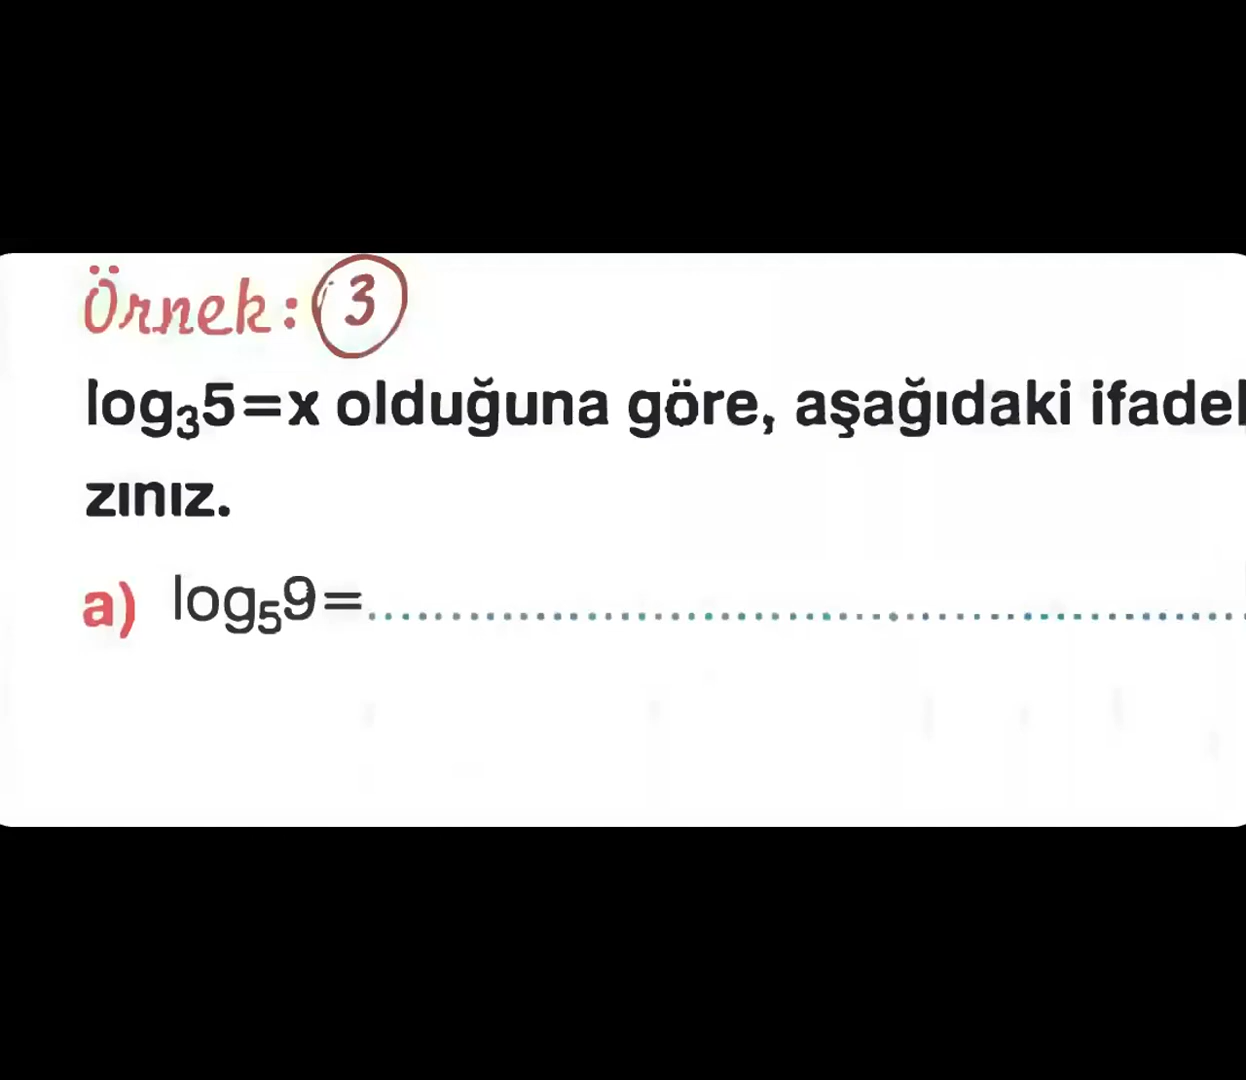 Örnek: 3
log₃5=x olduğuna göre, aşağıdaki ifadel
zınız.
a) log₅9=........................................................